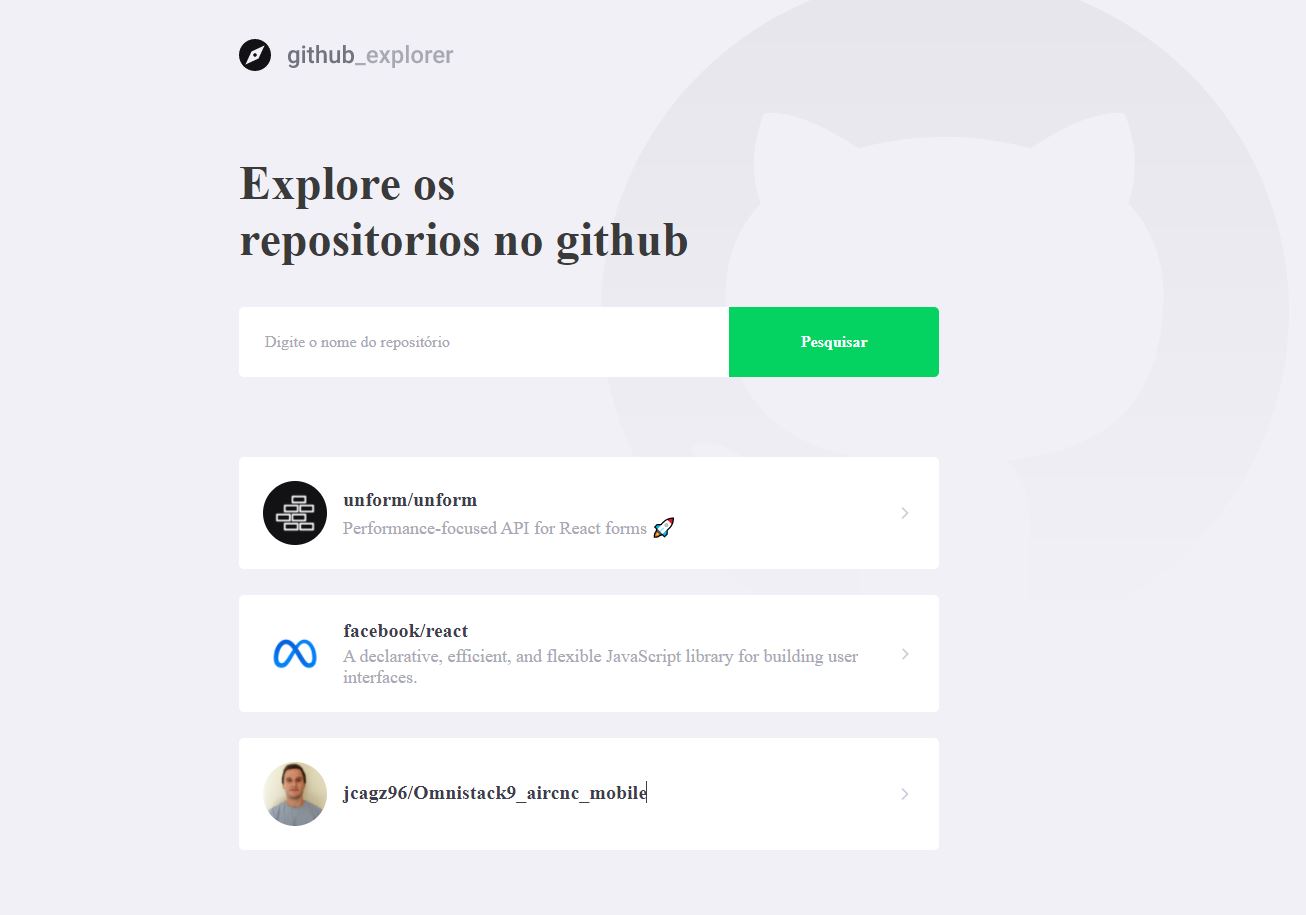 github_explorer
Explore os
repositorios no github
Digite o nome do repositório
Pesquisar
unform/unform
Performance-focused API for React forms 🚀
facebook/react
A declarative, efficient, and flexible JavaScript library for building user
interfaces.
jcagz96/Omnistack9_aircnc_mobile